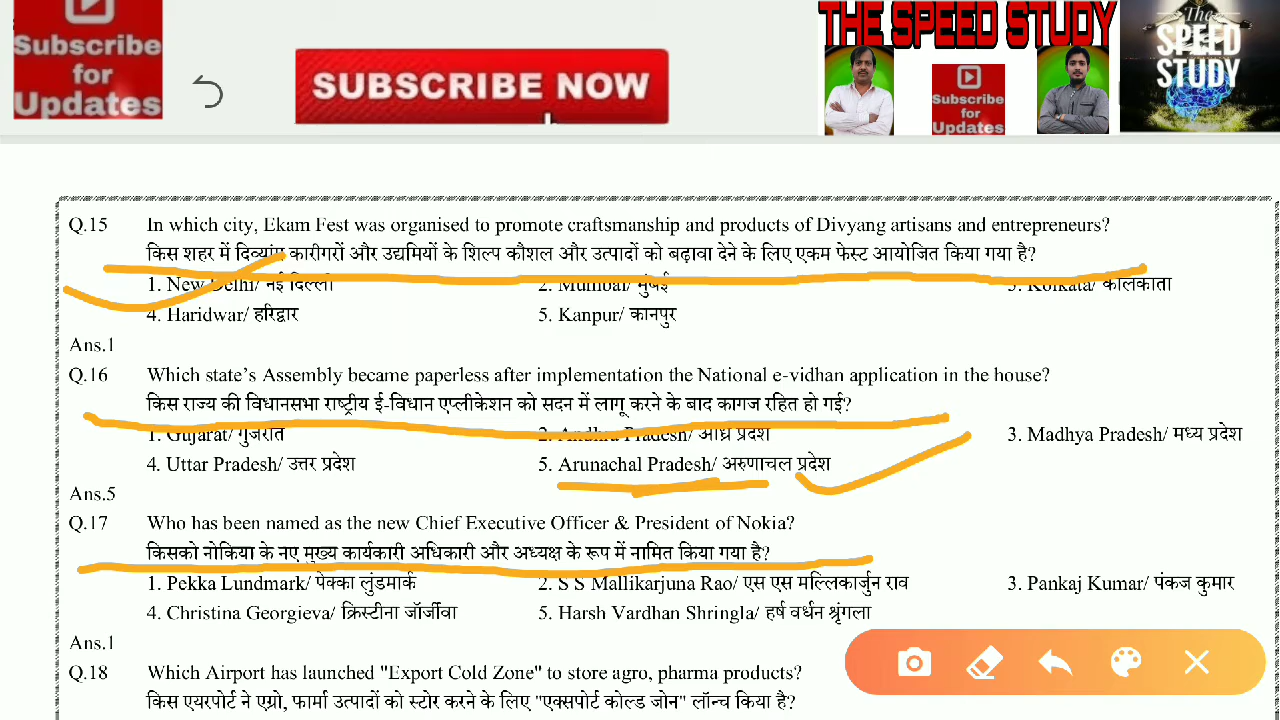 Subscribe
for
Updates
SUBSCRIBE NOW
THE SPEED STUDY
Subscribe
for
Updates
The
SPEED
STUDY
Q.15 In which city, Ekam Fest was organised to promote craftsmanship and products of Divyang artisans and entrepreneurs?
किस शहर में दिव्यांग कारीगरों और उद्यमियों के शिल्प कौशल और उत्पादों को बढ़ावा देने के लिए एकम फेस्ट आयोजित किया गया है?
1. New Delhi/ नई दिल्ली 2. Mumbai/ मुंबई 3. Kolkata/ कोलकाता
4. Haridwar/ हरिद्वार 5. Kanpur/ कानपुर
Ans.1
Q.16 Which state’s Assembly became paperless after implementation the National e-vidhan application in the house?
किस राज्य की विधानसभा राष्ट्रीय ई-विधान एप्लीकेशन को सदन में लागू करने के बाद कागज रहित हो गई?
1. Gujarat/ गुजरात 2. Andhra Pradesh/ आंध्र प्रदेश 3. Madhya Pradesh/ मध्य प्रदेश
4. Uttar Pradesh/ उत्तर प्रदेश 5. Arunachal Pradesh/ अरुणाचल प्रदेश
Ans.5
Q.17 Who has been named as the new Chief Executive Officer & President of Nokia?
किसको नोकिया के नए मुख्य कार्यकारी अधिकारी और अध्यक्ष के रूप में नामित किया गया है?
1. Pekka Lundmark/ पेक्का लुंडमार्क 2. S S Mallikarjuna Rao/ एस एस मल्लिकार्जुन राव 3. Pankaj Kumar/ पंकज कुमार
4. Christina Georgieva/ क्रिस्टीना जॉर्जीवा 5. Harsh Vardhan Shringla/ हर्ष वर्धन श्रृंगला
Ans.1
Q.18 Which Airport has launched "Export Cold Zone" to store agro, pharma products?
किस एयरपोर्ट ने एग्रो, फार्मा उत्पादों को स्टोर करने के लिए "एक्सपोर्ट कोल्ड जोन" लॉन्च किया है?